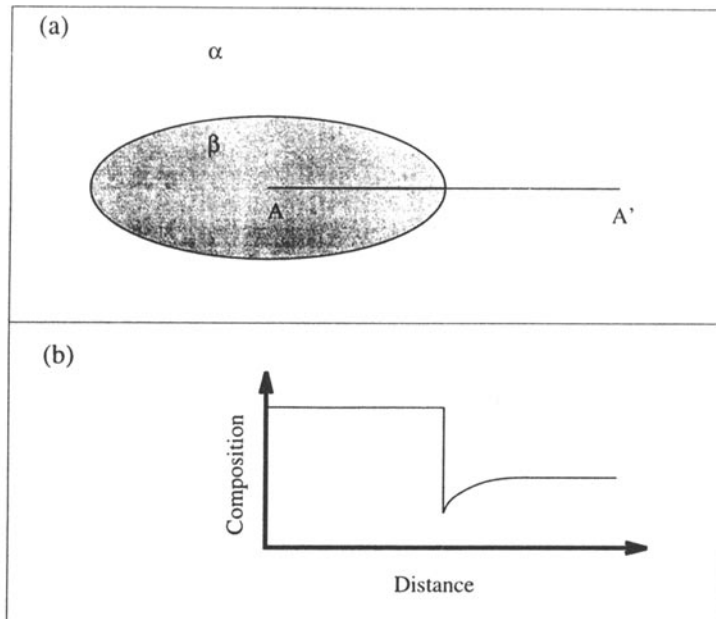 (a)
α
β
A
A'
(b)
Composition
Distance